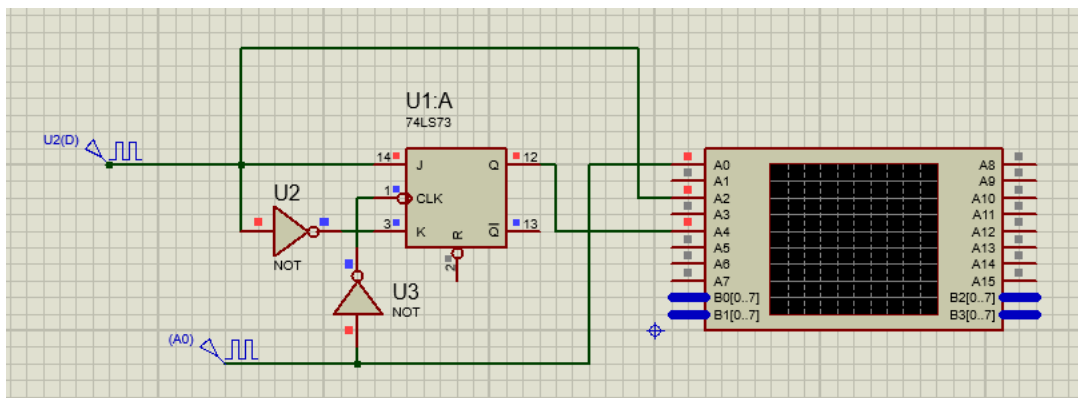 U1:A
74LS73
U2(D)
14
J
Q
12
1
CLK
3
K
Q
13
R
2
U2
NOT
U3
NOT
(A0)
A0
A1
A2
A3
A4
A5
A6
A7
B0[0..7]
B1[0..7]
A8
A9
A10
A11
A12
A13
A14
A15
B2[0..7]
B3[0..7]